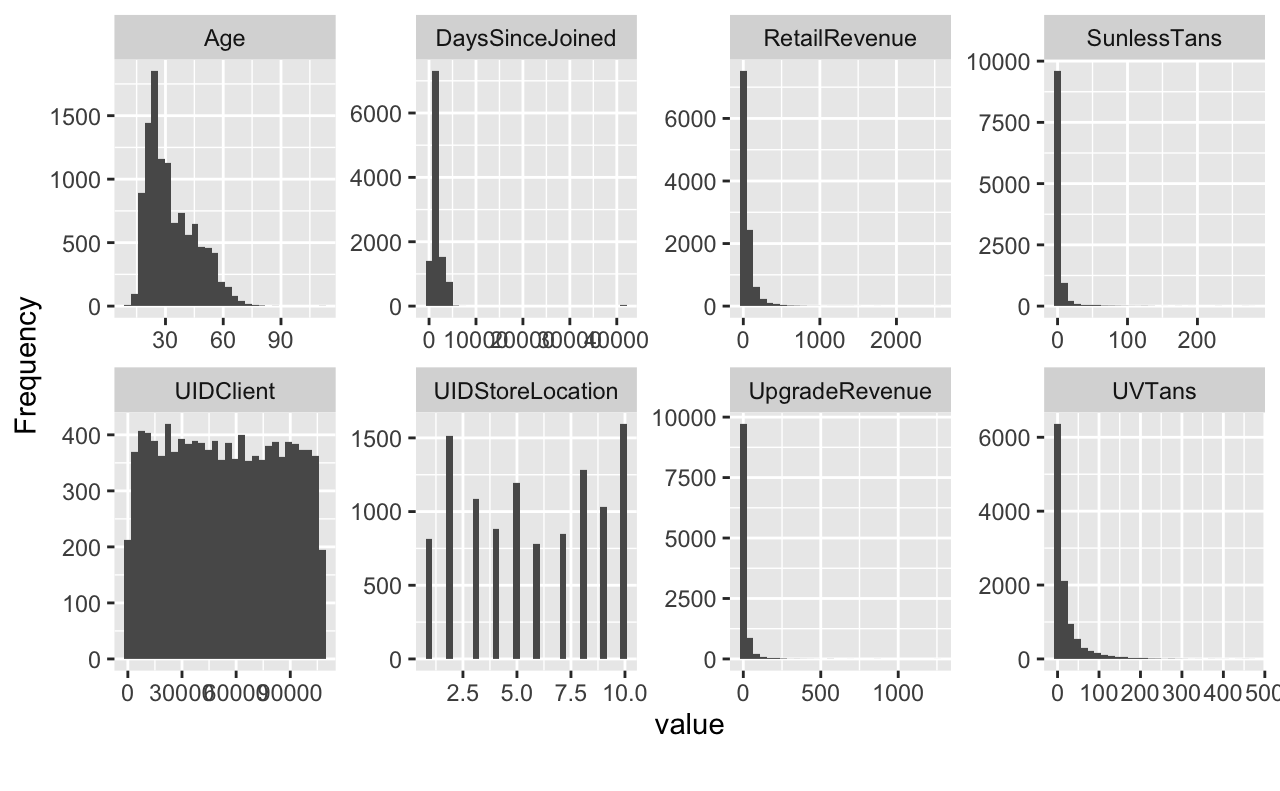 Age
DaysSinceJoined
RetailRevenue
SunlessTans
1500
1000
500
0
30 60 90
6000
4000
2000
0
0 10000 20000 30000 40000
6000
4000
2000
0
0 1000 2000
10000
7500
5000
2500
0
0 100 200
UIDClient
UIDStoreLocation
UpgradeRevenue
UVTans
400
300
200
100
0
0 30000 60000 90000
1500
1000
500
0
2.5 5.0 7.5 10.0
10000
7500
5000
2500
0
0 500 1000
6000
4000
2000
0
0 100 200 300 400 500
Frequency
value